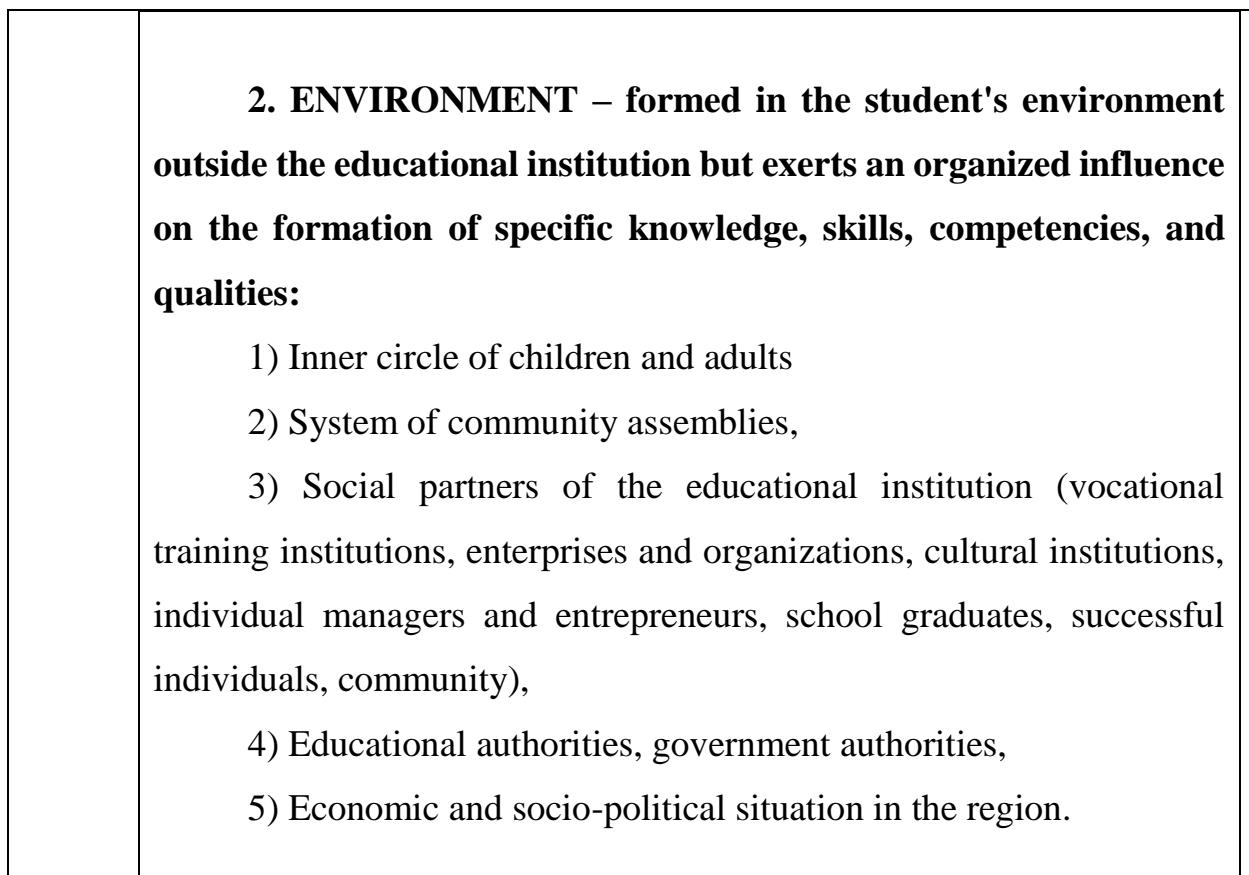 2. ENVIRONMENT – formed in the student's environment
outside the educational institution but exerts an organized influence
on the formation of specific knowledge, skills, competencies, and
qualities:
1) Inner circle of children and adults
2) System of community assemblies,
3) Social partners of the educational institution (vocational
training institutions, enterprises and organizations, cultural institutions,
individual managers and entrepreneurs, school graduates, successful
individuals, community),
4) Educational authorities, government authorities,
5) Economic and socio-political situation in the region.